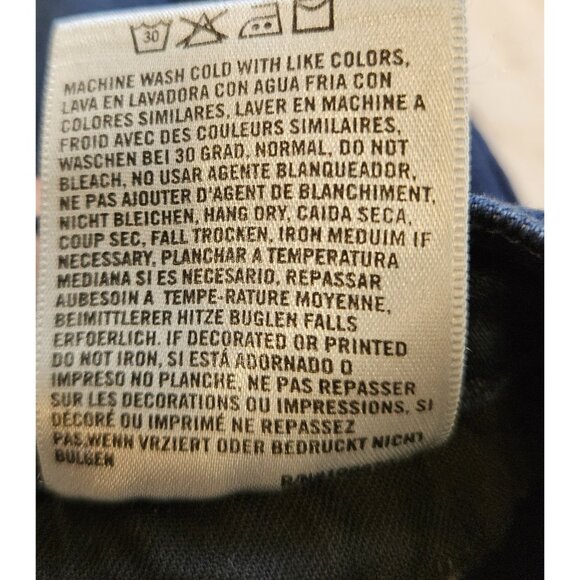 30
MACHINE WASH COLD WITH LIKE COLORS,
LAVA EN LAVADORA CON AGUA FRIA CON
COLORES SIMILARES, LAVER EN MACHINE A
FROID AVEC DES COULEURS SIMILAIRES,
WASCHEN BEI 30 GRAD, NORMAL, DO NOT
BLEACH, NO USAR AGENTE BLANQUEADOR,
NE PAS AJOUTER D'AGENT DE BLANCHIMENT,
NICHT BLEICHEN, HANG DRY, CAIDA SECA,
COUP SEC, FALL TROCKEN, IRON MEDUIM IF
NECESSARY, PLANCHAR A TEMPERATURA
MEDIANA SI ES NECESARIO, REPASSAR
AUBESOIN A TEMPE-RATURE MOYENNE,
BEIMITTLERER HITZE BUGLEN FALLS
ERFOERLICH. IF DECORATED OR PRINTED
DO NOT IRON, SI ESTÁ ADORNADO O
IMPRESO NO PLANCHE, NE PAS REPASSER
SUR LES DECORATIONS OU IMPRESSIONS, SI
DÉCORÉ OU IMPRIMÉ NE REPASSEZ
PAS,WENN VRZIERT ODER BEDRUCKT NICHT
BULGEN